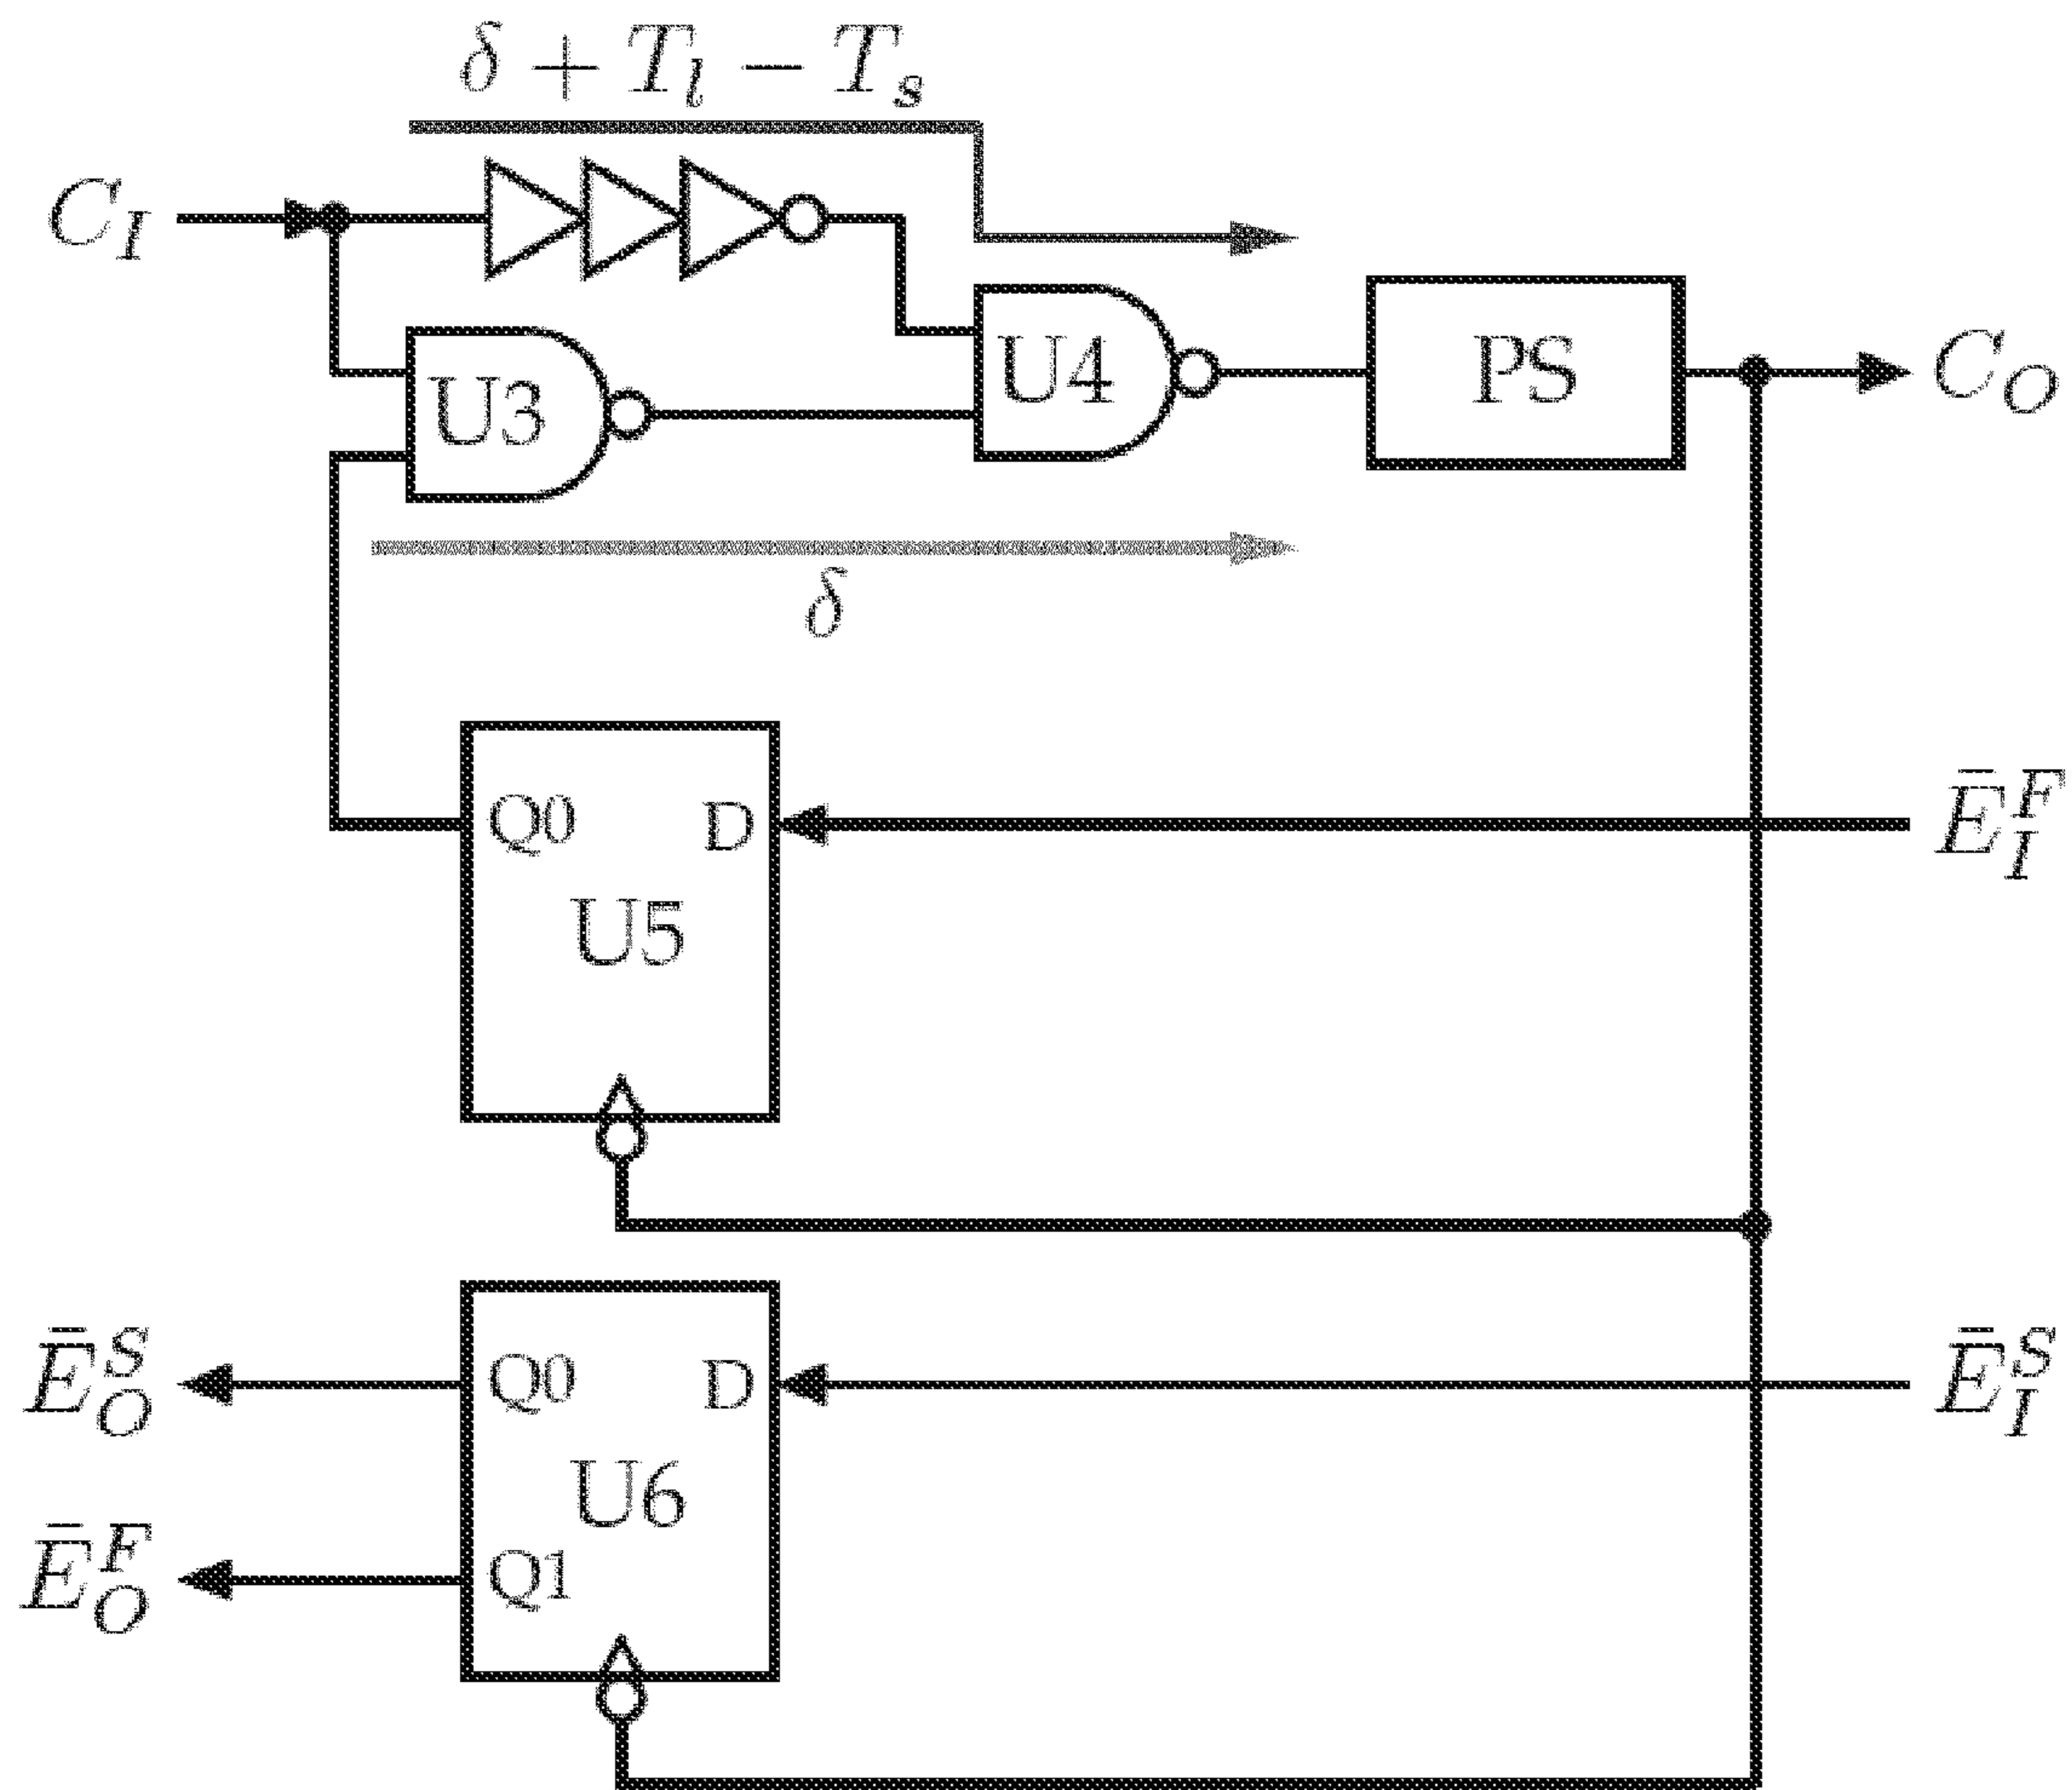 δ + T_l − T_s
C_I
U3
U4
PS
C_O
δ
Q0
D
U5
Ē_I^F
Ē_O^S
Q0
D
Ē_I^S
U6
Ē_O^F
Q1